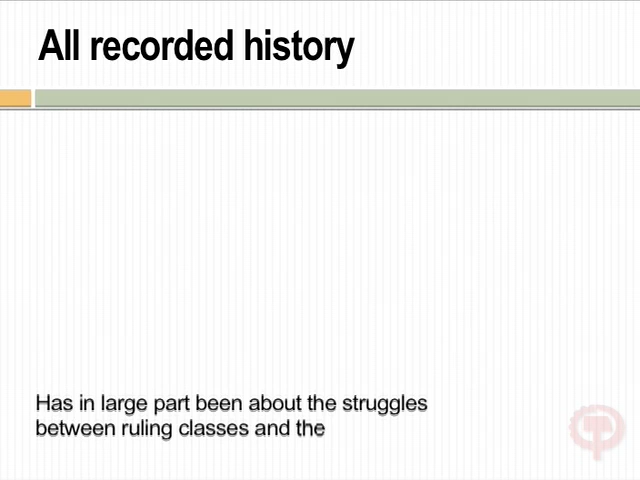 All recorded history
Has in large part been about the struggles
between ruling classes and the